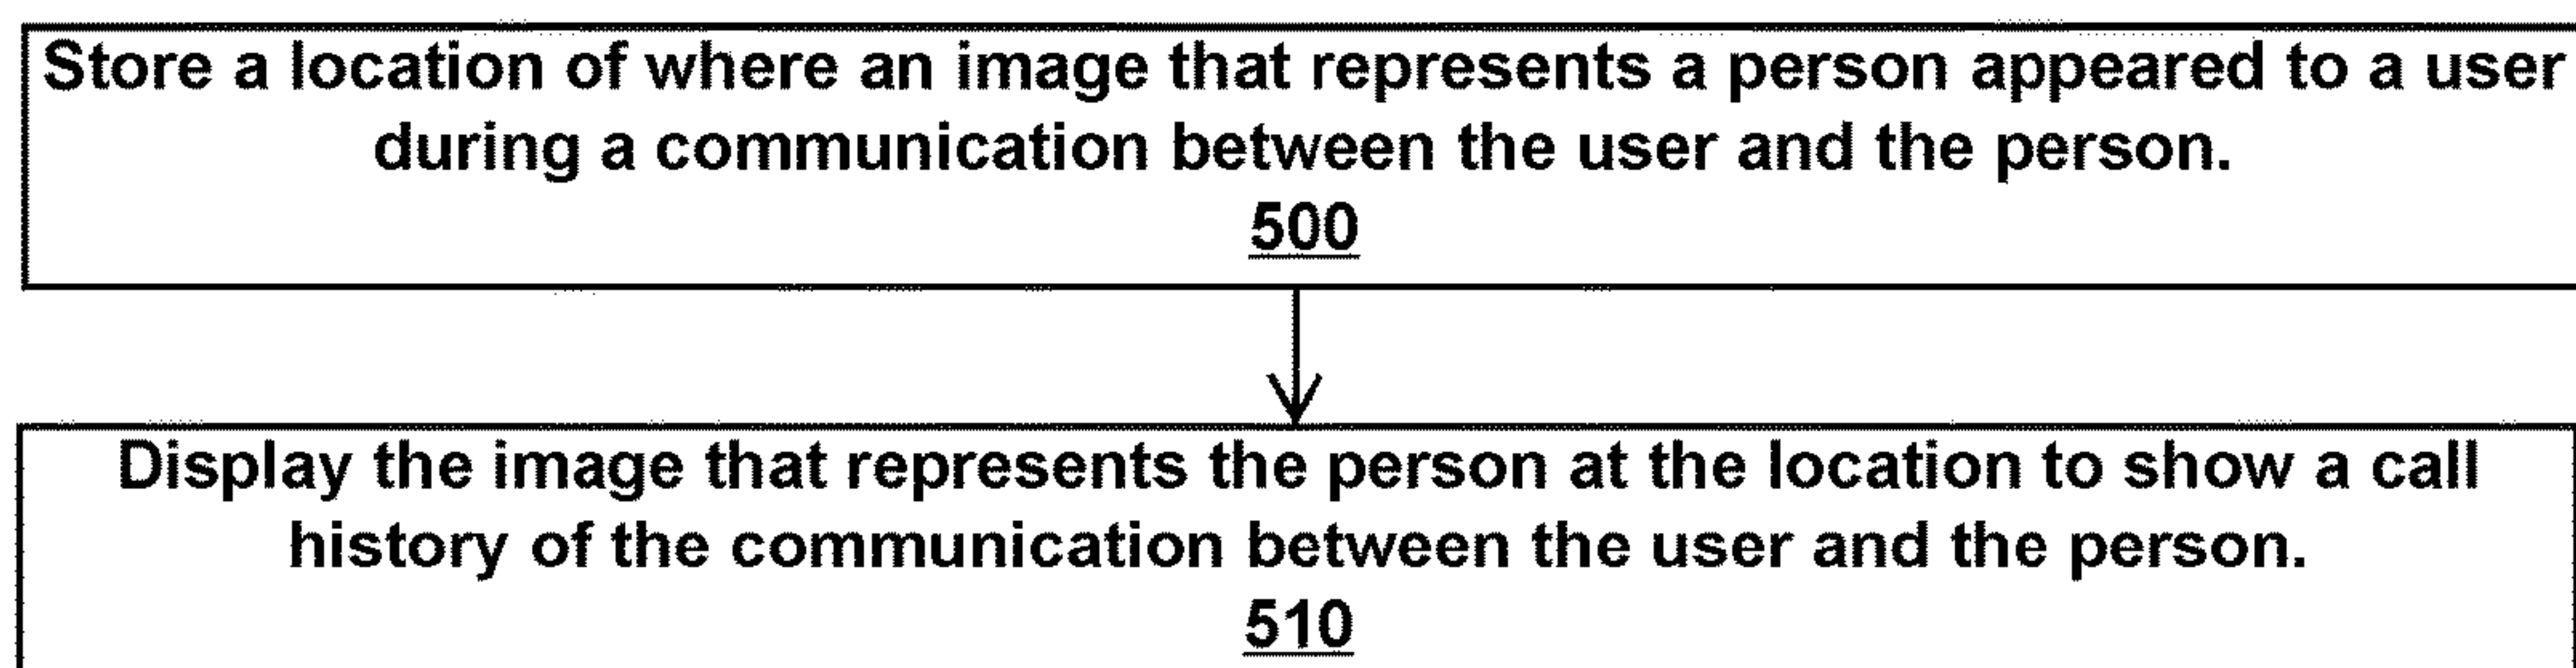 Store a location of where an image that represents a person appeared to a user
during a communication between the user and the person.
500
Display the image that represents the person at the location to show a call
history of the communication between the user and the person.
510